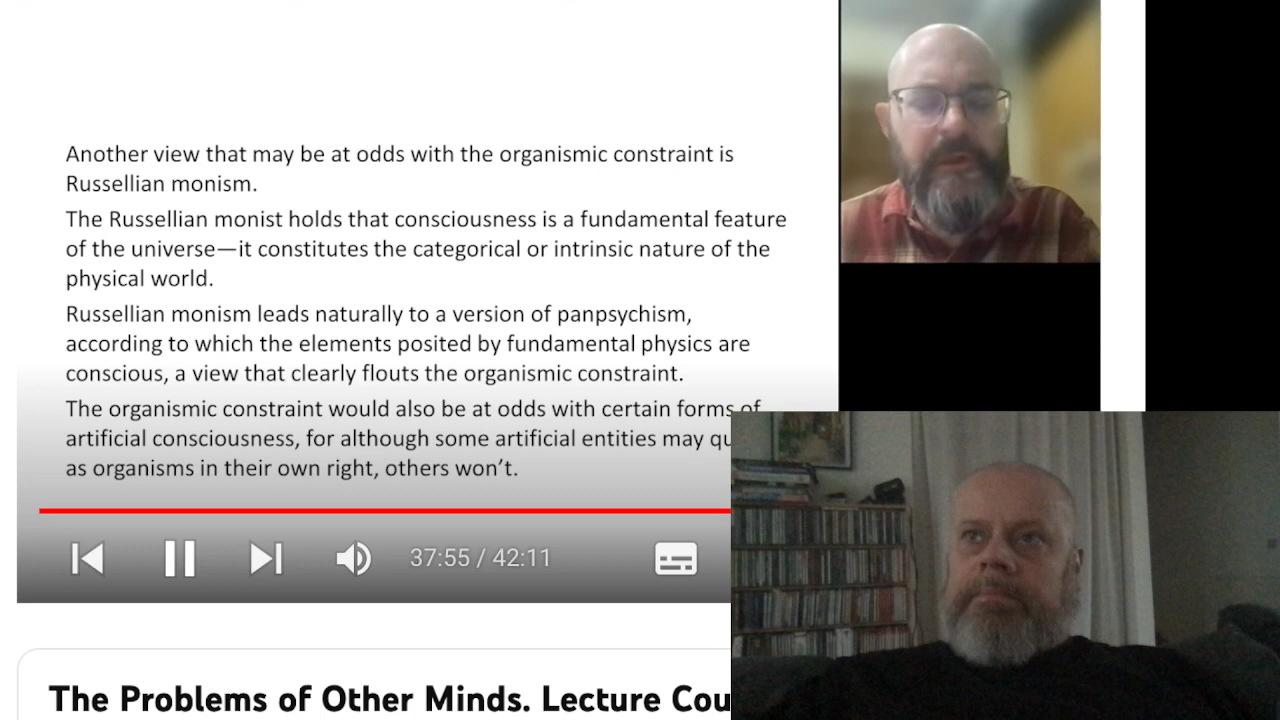 Another view that may be at odds with the organismic constraint is
Russellian monism.
The Russellian monist holds that consciousness is a fundamental feature
of the universe—it constitutes the categorical or intrinsic nature of the
physical world.
Russellian monism leads naturally to a version of panpsychism,
according to which the elements posited by fundamental physics are
conscious, a view that clearly flouts the organismic constraint.
The organismic constraint would also be at odds with certain forms of
artificial consciousness, for although some artificial entities may qu
as organisms in their own right, others won’t.
37:55 / 42:11
The Problems of Other Minds. Lecture Cou